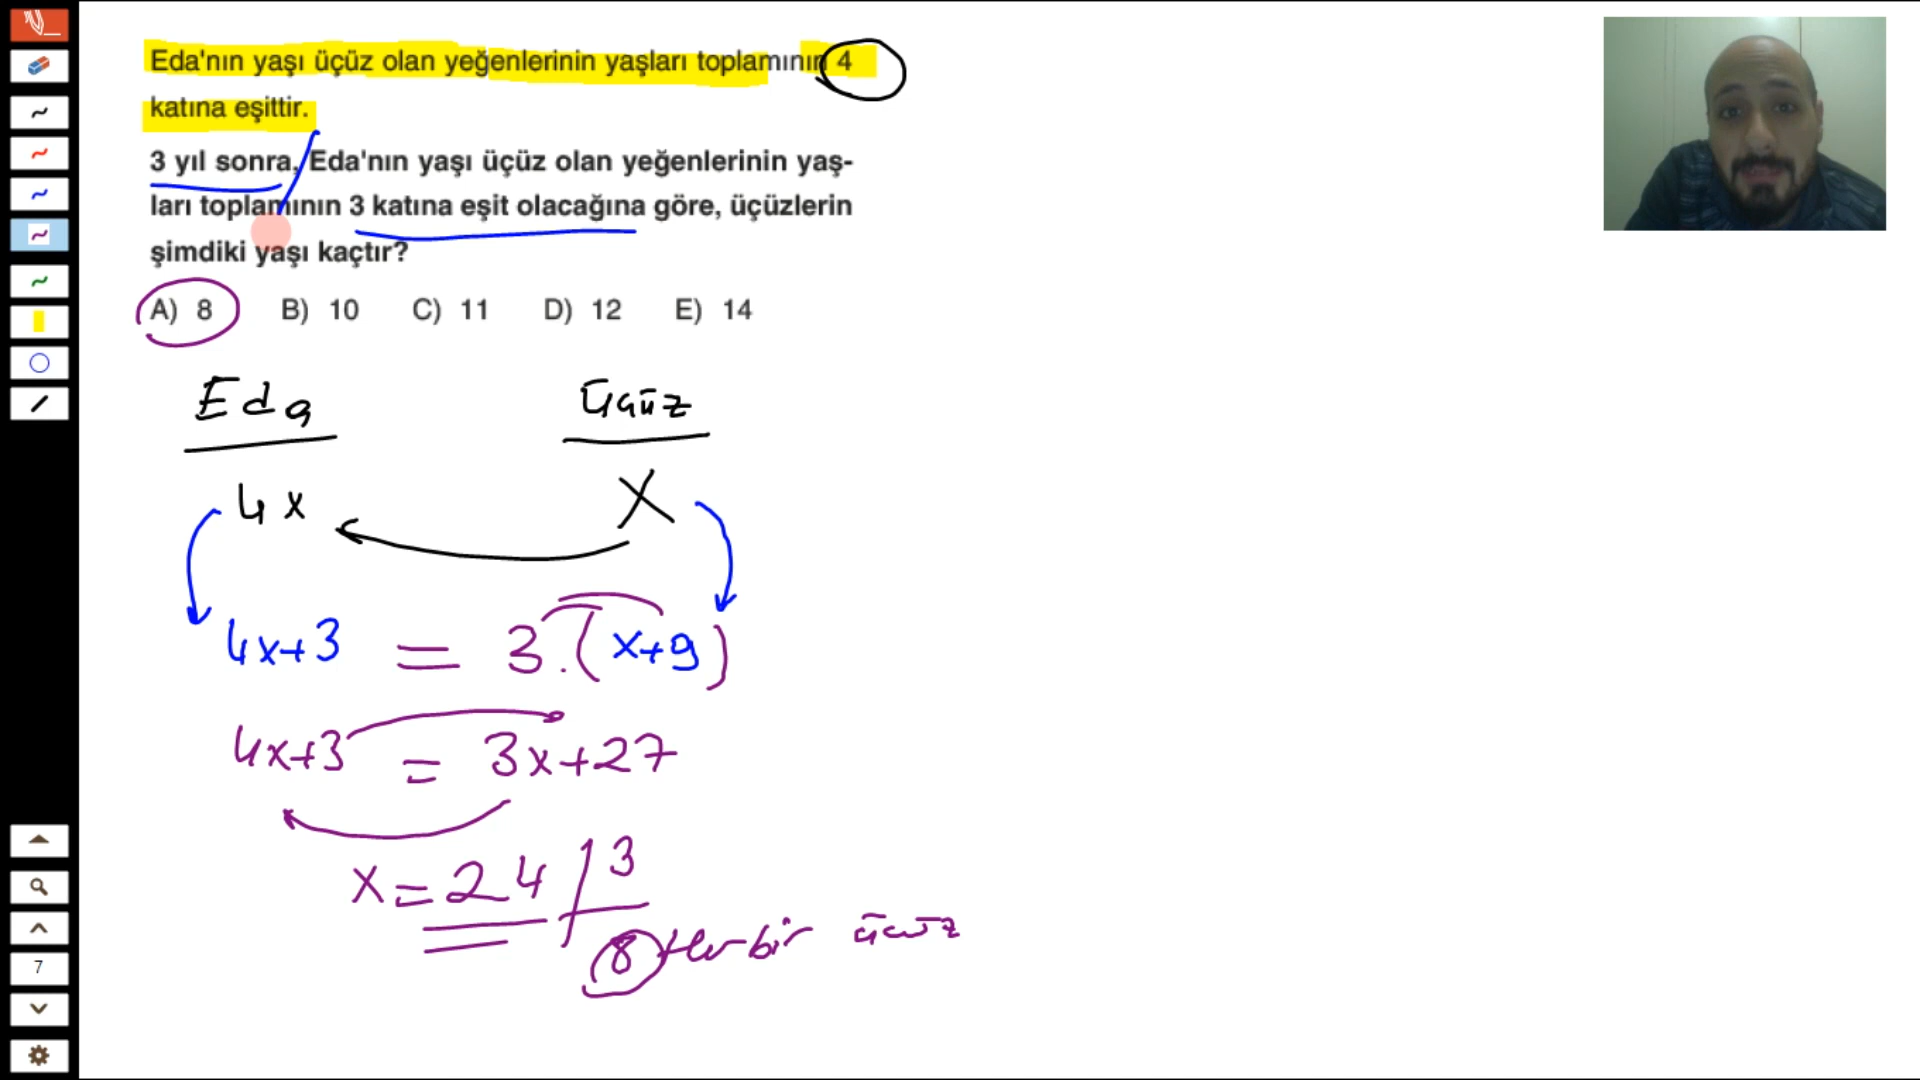 Eda'nın yaşı üçüz olan yeğenlerinin yaşları toplamının 4
katına eşittir.
3 yıl sonra, Eda'nın yaşı üçüz olan yeğenlerinin yaş-
ları toplamının 3 katına eşit olacağına göre, üçüzlerin
şimdiki yaşı kaçtır?
A) 8 B) 10 C) 11 D) 12 E) 14
Eda Üçüz
4x X
4x+3 = 3.(x+9)
4x+3 = 3x+27
x=24 3
8 Her bir üçüz
7